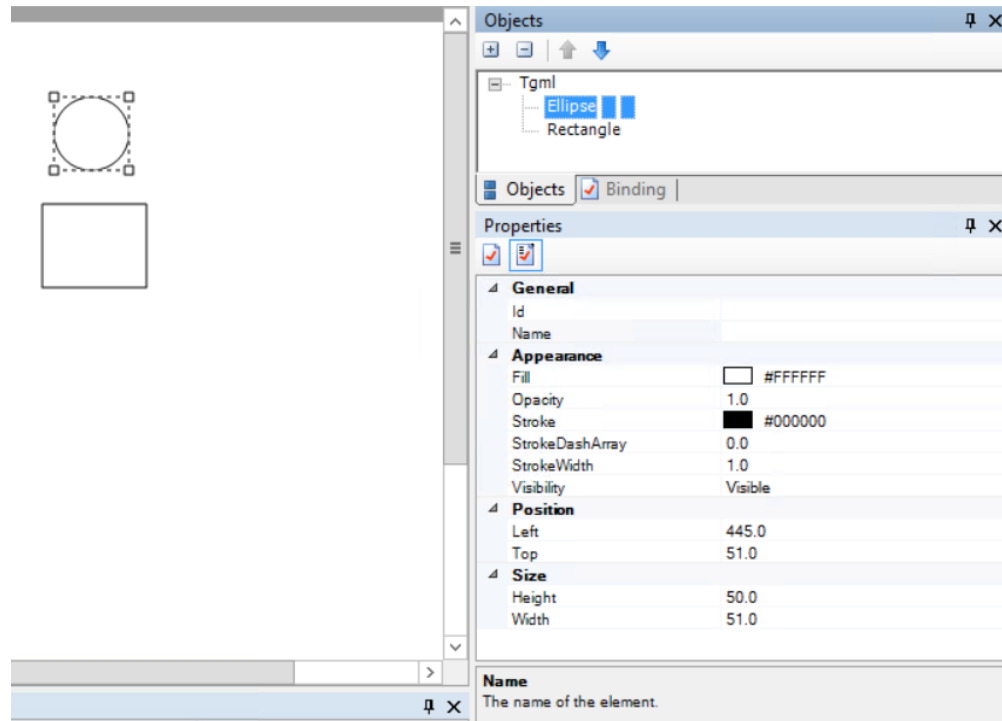 Objects
Tgml
Ellipse
Rectangle
Objects Binding
Properties
General
Id
Name
Appearance
Fill #FFFFFF
Opacity 1.0
Stroke #000000
StrokeDashArray 0.0
StrokeWidth 1.0
Visibility Visible
Position
Left 445.0
Top 51.0
Size
Height 50.0
Width 51.0
Name
The name of the element.